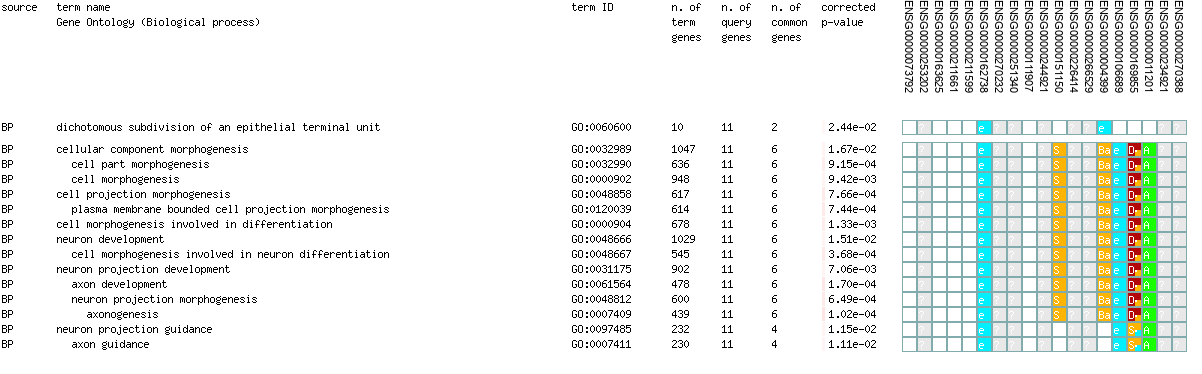 source term name term ID n. of n. of n. of corrected
Gene Ontology (Biological process) term query common p-value
genes genes genes
ENSG00000073792
ENSG00000253202
ENSG00000163625
ENSG00000211661
ENSG00000211599
ENSG00000162738
ENSG00000270232
ENSG00000251340
ENSG00000111907
ENSG00000244921
ENSG00000151150
ENSG00000226414
ENSG00000266529
ENSG00000004399
ENSG00000106689
ENSG00000169855
ENSG00000011201
ENSG00000234921
ENSG00000270388
BP dichotomous subdivision of an epithelial terminal unit GO:0060600 10 11 2 2.44e-02 ? e ? ? ? ? ? e ? ?
BP cellular component morphogenesis GO:0032989 1047 11 6 1.67e-02 ? e ? ? ? S ? ? Ba e D A ? ?
BP cell part morphogenesis GO:0032990 636 11 6 9.15e-04 ? e ? ? ? S ? ? Ba e D A ? ?
BP cell morphogenesis GO:0000902 948 11 6 9.42e-03 ? e ? ? ? S ? ? Ba e D A ? ?
BP cell projection morphogenesis GO:0048858 617 11 6 7.66e-04 ? e ? ? ? S ? ? Ba e D A ? ?
BP plasma membrane bounded cell projection morphogenesis GO:0120039 614 11 6 7.44e-04 ? e ? ? ? S ? ? Ba e D A ? ?
BP cell morphogenesis involved in differentiation GO:0000904 678 11 6 1.33e-03 ? e ? ? ? S ? ? Ba e D A ? ?
BP neuron development GO:0048666 1029 11 6 1.51e-02 ? e ? ? ? S ? ? Ba e D A ? ?
BP cell morphogenesis involved in neuron differentiation GO:0048667 545 11 6 3.68e-04 ? e ? ? ? S ? ? Ba e D A ? ?
BP neuron projection development GO:0031175 902 11 6 7.06e-03 ? e ? ? ? S ? ? Ba e D A ? ?
BP axon development GO:0061564 478 11 6 1.70e-04 ? e ? ? ? S ? ? Ba e D A ? ?
BP neuron projection morphogenesis GO:0048812 600 11 6 6.49e-04 ? e ? ? ? S ? ? Ba e D A ? ?
BP axonogenesis GO:0007409 439 11 6 1.02e-04 ? e ? ? ? S ? ? Ba e D A ? ?
BP neuron projection guidance GO:0097485 232 11 4 1.15e-02 ? e ? ? ? ? ? e S A ? ?
BP axon guidance GO:0007411 230 11 4 1.11e-02 ? e ? ? ? ? ? e S A ? ?